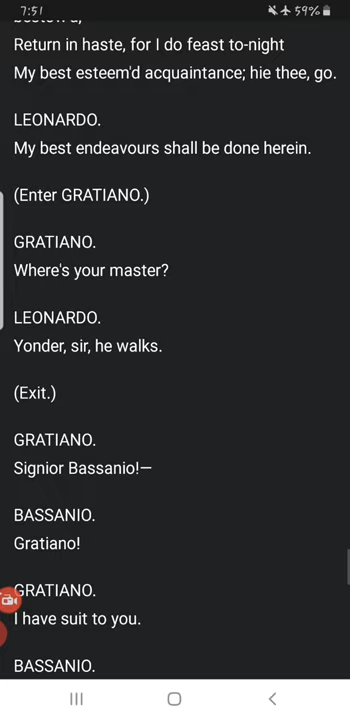 7:51
59%
Return in haste, for I do feast to-night
My best esteem'd acquaintance; hie thee, go.
LEONARDO.
My best endeavours shall be done herein.
(Enter GRATIANO.)
GRATIANO.
Where's your master?
LEONARDO.
Yonder, sir, he walks.
(Exit.)
GRATIANO.
Signior Bassanio!—
BASSANIO.
Gratiano!
GRATIANO.
I have suit to you.
BASSANIO.